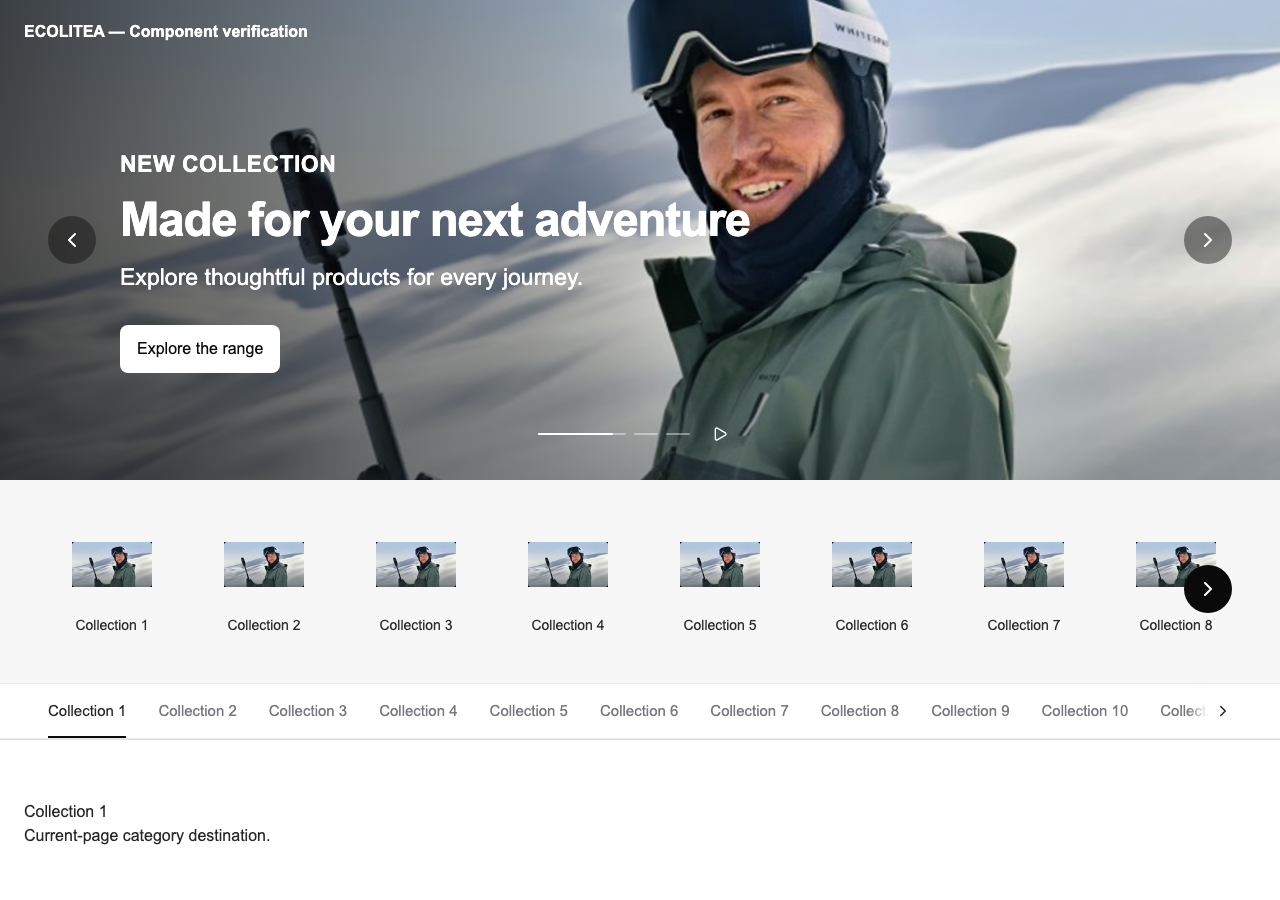 ECOLITEA — Component verification
WHITESPAC
NEW COLLECTION
Made for your next adventure
Explore thoughtful products for every journey.
Explore the range
Collection 1
Collection 2
Collection 3
Collection 4
Collection 5
Collection 6
Collection 7
Collection 8
Collection 1
Collection 2
Collection 3
Collection 4
Collection 5
Collection 6
Collection 7
Collection 8
Collection 9
Collection 10
Collect
Collection 1
Current-page category destination.